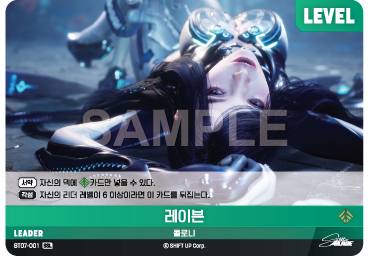 LEVEL
SAMPLE
서약 자신의 덱에 카드만 넣을 수 있다.
각성 자신의 리더 레벨이 6 이상이라면 이 카드를 뒤집는다.
레이븐
LEADER
콜로니
BT07-001
© SHIFT UP Corp.